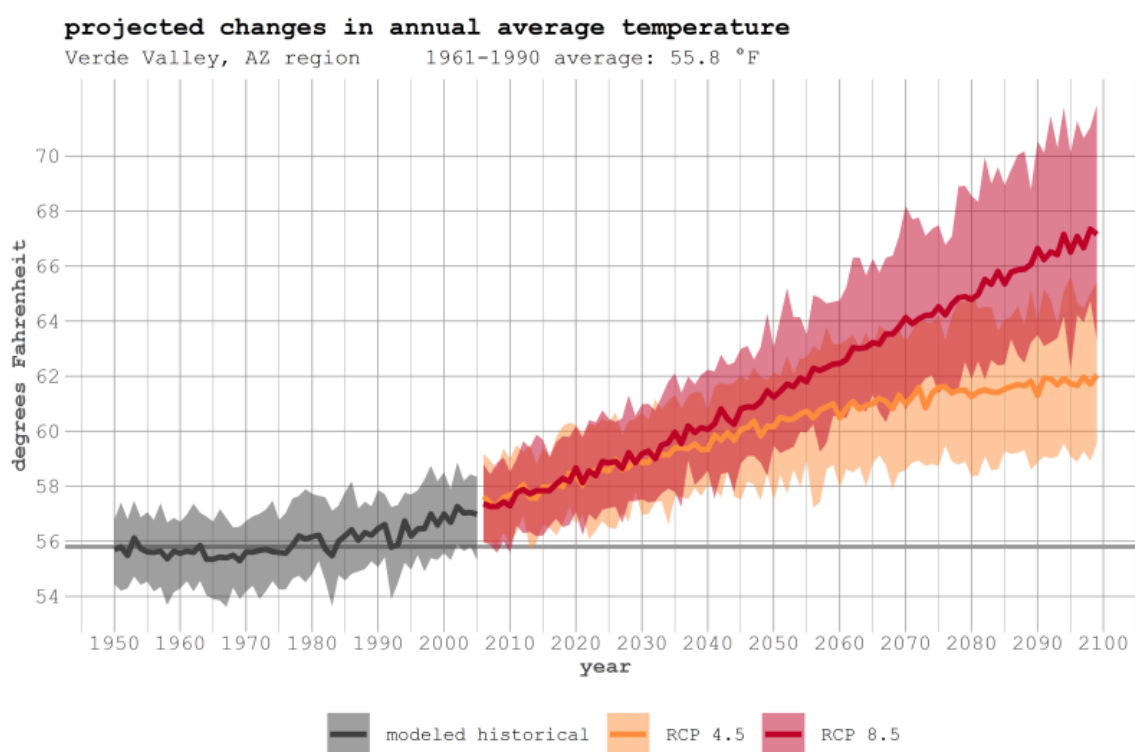 projected changes in annual average temperature
Verde Valley, AZ region 1961-1990 average: 55.8 °F
degrees Fahrenheit
70
68
66
64
62
60
58
56
54
1950 1960 1970 1980 1990 2000 2010 2020 2030 2040 2050 2060 2070 2080 2090 2100
year
modeled historical RCP 4.5 RCP 8.5